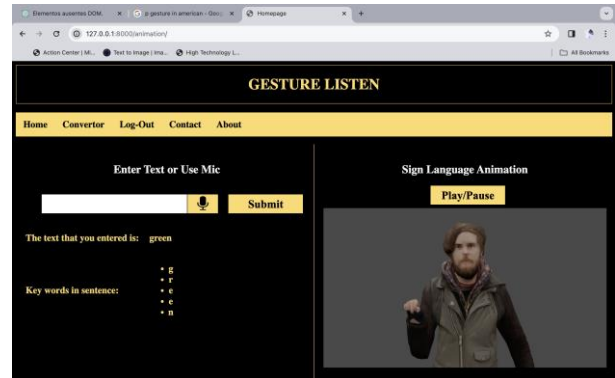 Elementos ausentes DOM.
p gesture in american - Goo
Homepage
127.0.0.1:8000/animation/
Action Center | Mi...
Text to Image | Ima...
High Technology L...
All Bookmarks
GESTURE LISTEN
Home Convertor Log-Out Contact About
Enter Text or Use Mic
Submit
The text that you entered is: green
Key words in sentence:
• g
• r
• e
• e
• n
Sign Language Animation
Play/Pause